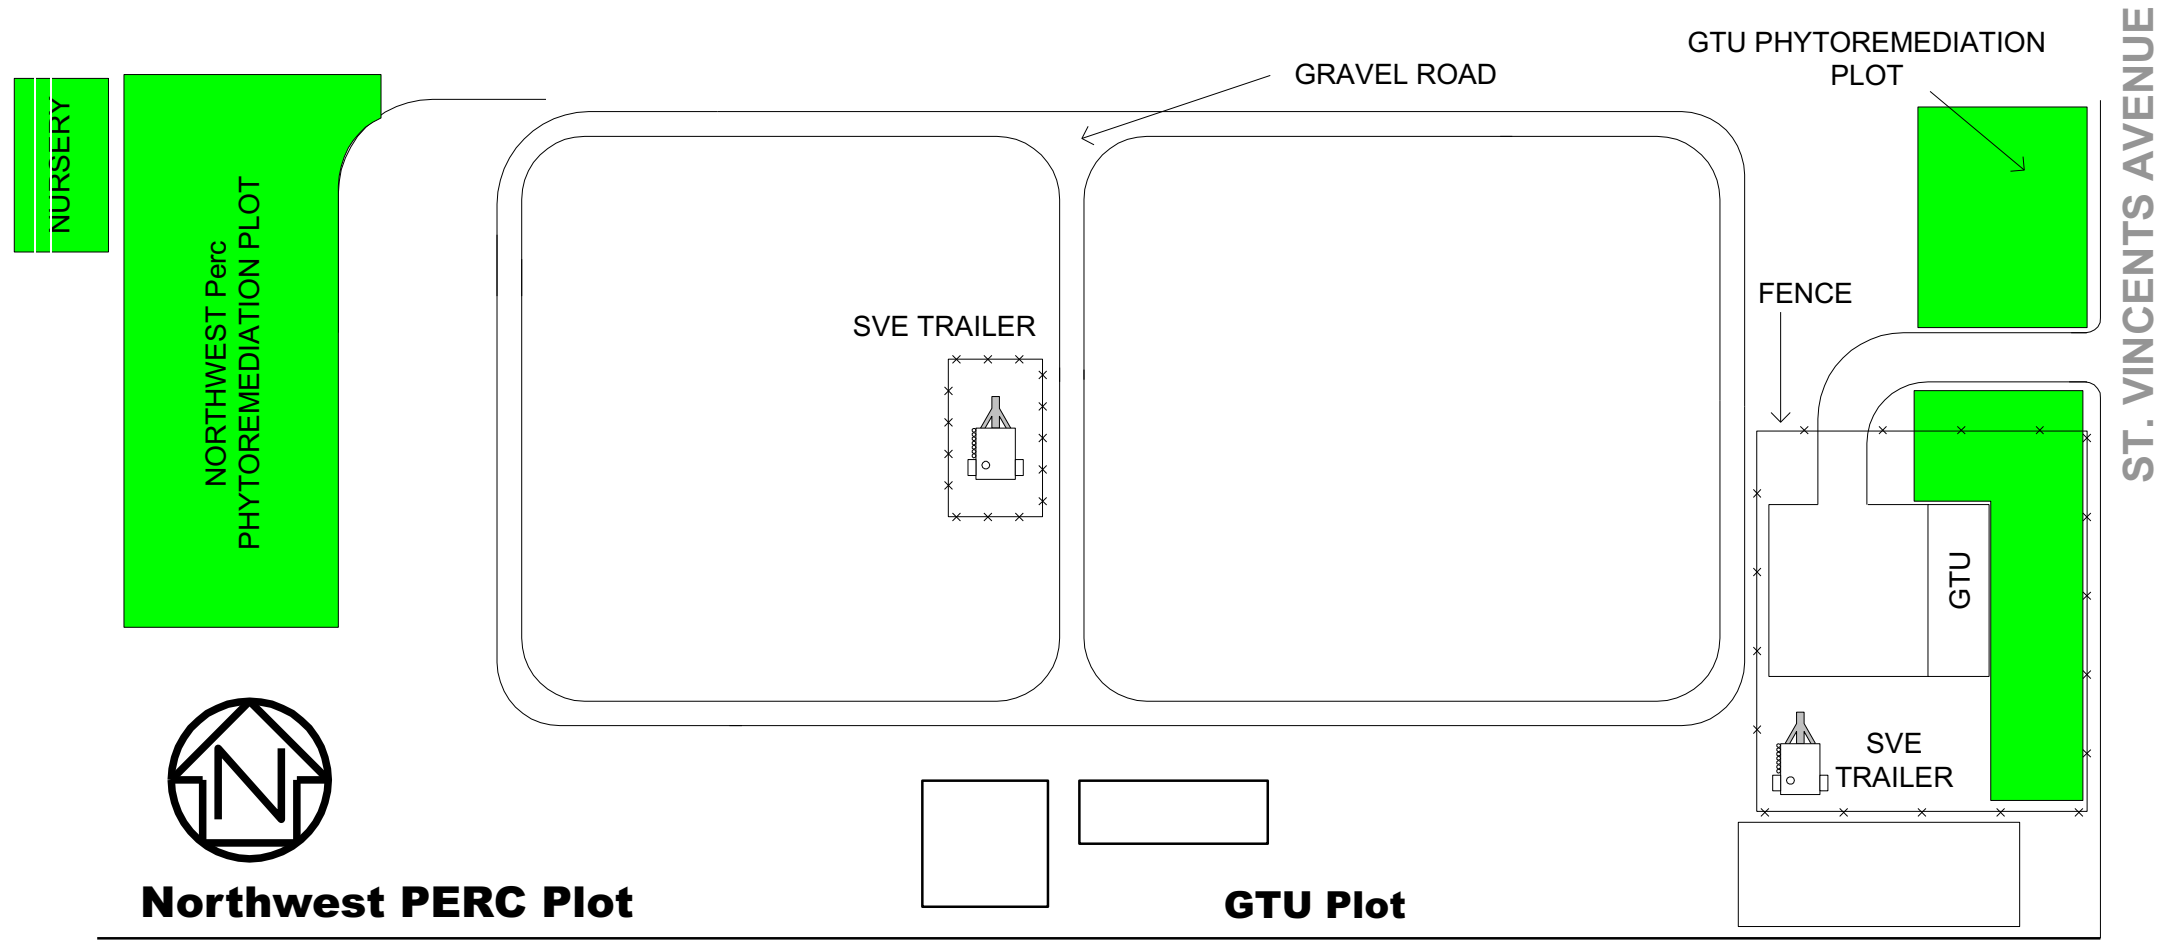 GTU PHYTOREMEDIATION
PLOT
GRAVEL ROAD
ST. VINCENTS AVENUE
NURSERY
NORTHWEST Perc
PHYTOREMEDIATION PLOT
FENCE
SVE TRAILER
GTU
SVE
TRAILER
N
Northwest PERC Plot
GTU Plot